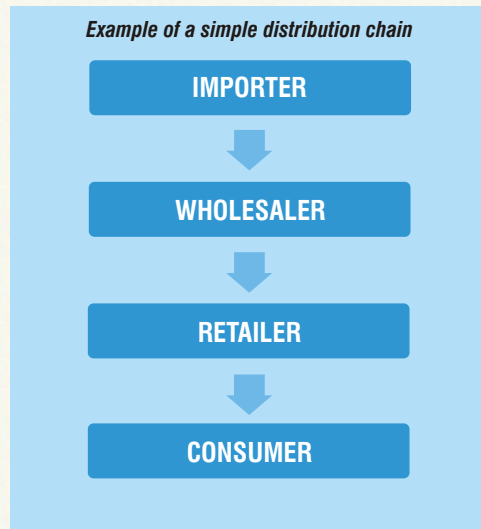 Example of a simple distribution chain
IMPORTER
WHOLESALER
RETAILER
CONSUMER